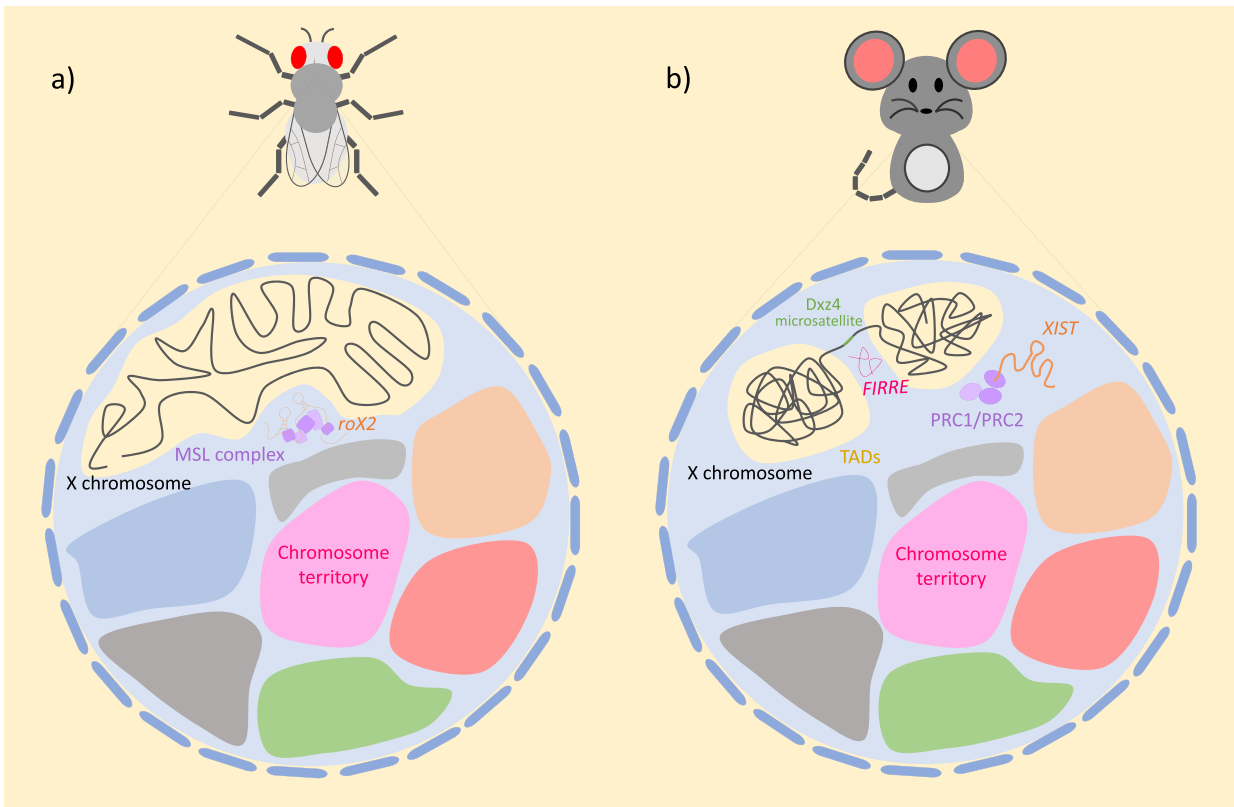 a)
roX2
MSL complex
X chromosome
Chromosome
territory
b)
Dxz4
microsatellite
XIST
FIRRE
PRC1/PRC2
TADs
X chromosome
Chromosome
territory